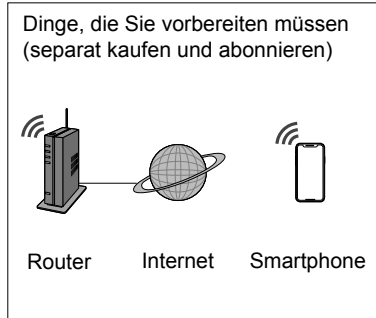 Dinge, die Sie vorbereiten müssen
(separat kaufen und abonnieren)
Router Internet Smartphone